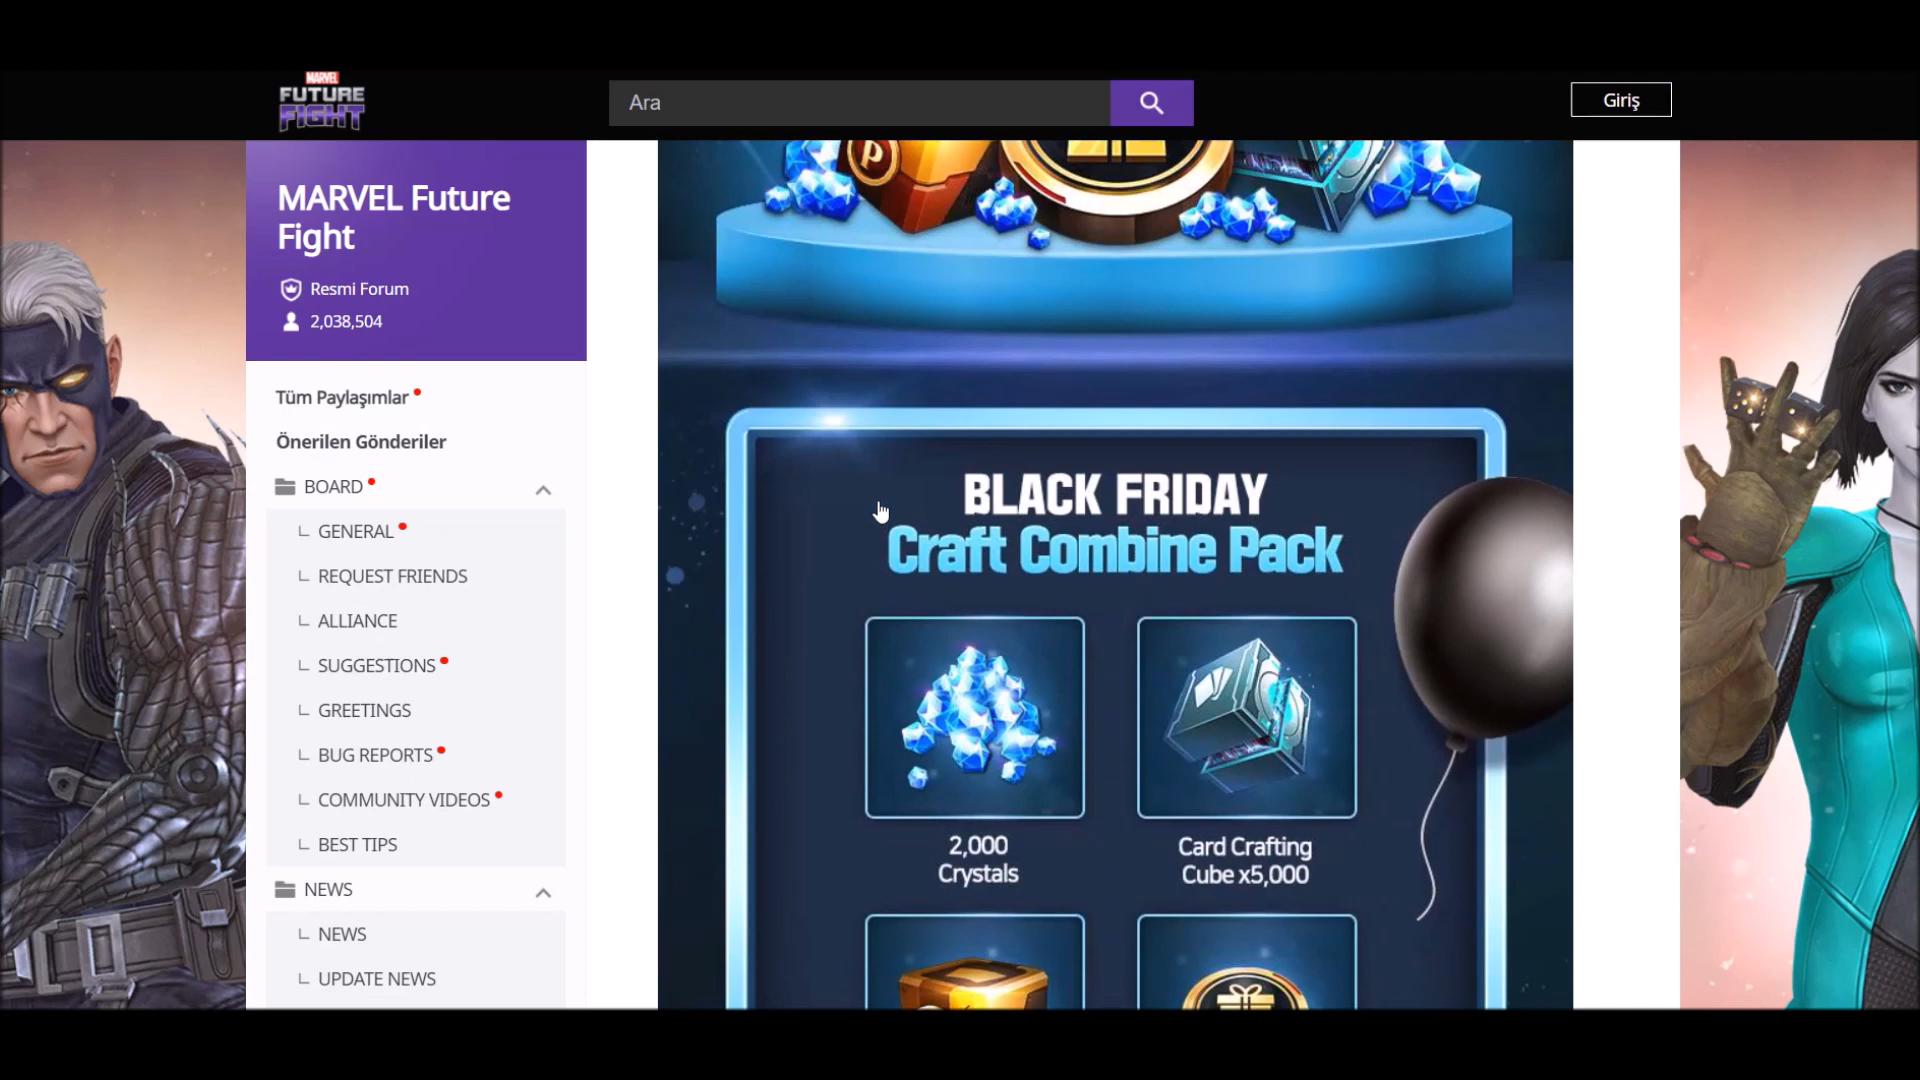 MARVEL
FUTURE
FIGHT
Ara
Giriş
MARVEL Future
Fight
Resmi Forum
2,038,504
Tüm Paylaşımlar
Önerilen Gönderiler
BOARD
GENERAL
REQUEST FRIENDS
ALLIANCE
SUGGESTIONS
GREETINGS
BUG REPORTS
COMMUNITY VIDEOS
BEST TIPS
NEWS
NEWS
UPDATE NEWS
P
BLACK FRIDAY
Craft Combine Pack
2,000
Crystals
Card Crafting
Cube x5,000